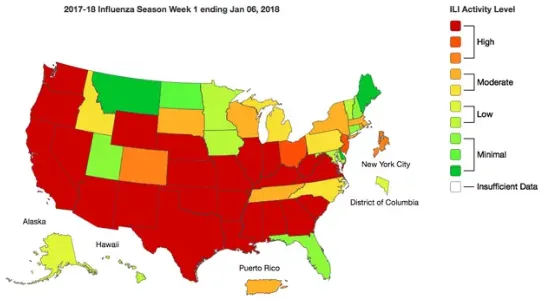 2017-18 Influenza Season Week 1 ending Jan 06, 2018
ILI Activity Level
High
Moderate
Low
Minimal
Insufficient Data
New York City
District of Columbia
Alaska
Hawaii
Puerto Rico